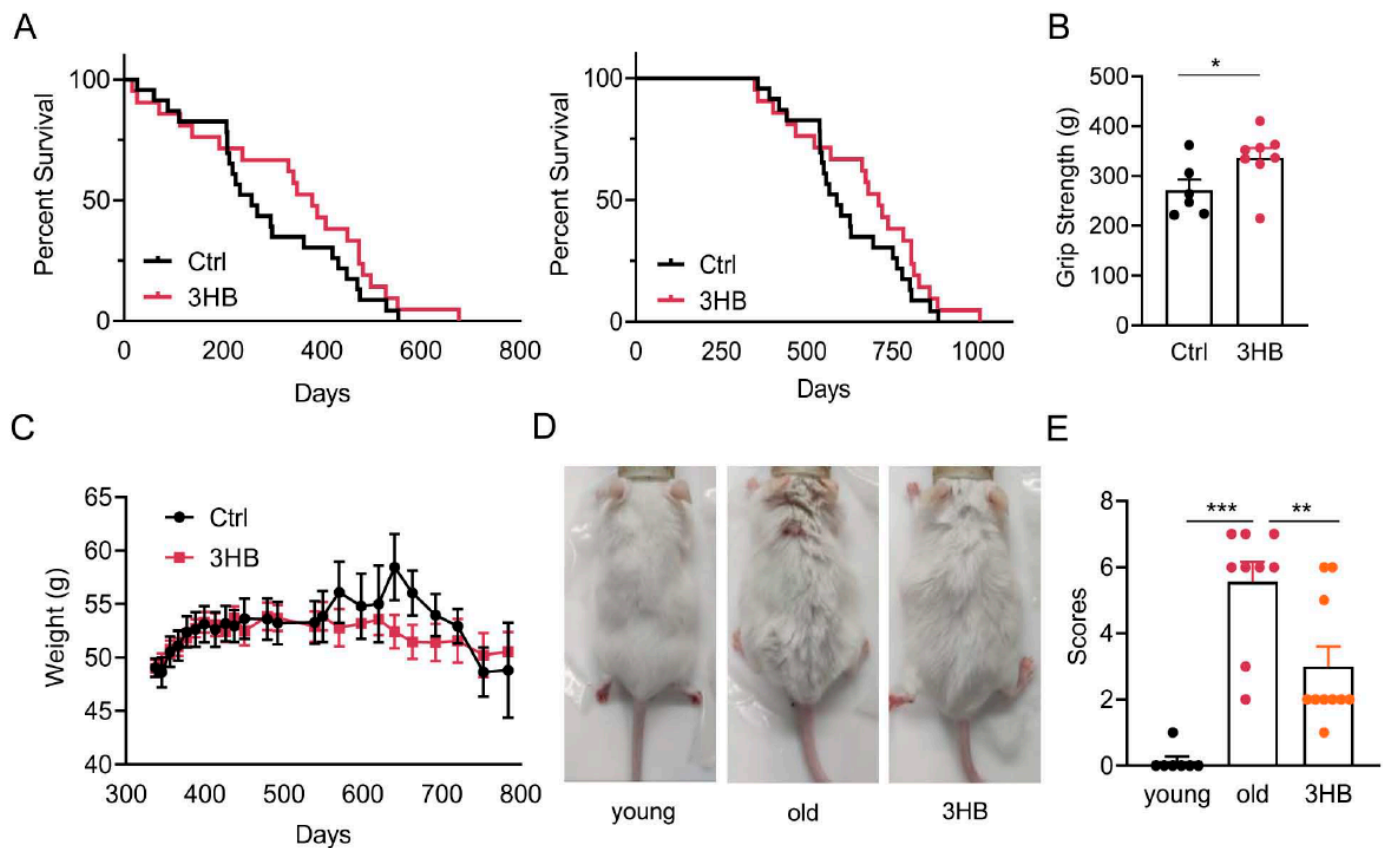 A
Percent Survival
100
50
0
Ctrl
3HB
0 200 400 600 800
Days
Percent Survival
100
50
0
Ctrl
3HB
0 250 500 750 1000
Days
B
Grip Strength (g)
500
400
300
200
100
0
*
Ctrl 3HB
C
Weight (g)
65
60
55
50
45
40
Ctrl
3HB
300 400 500 600 700 800
Days
D
young old 3HB
E
Scores
8
6
4
2
0
*** **
young old 3HB